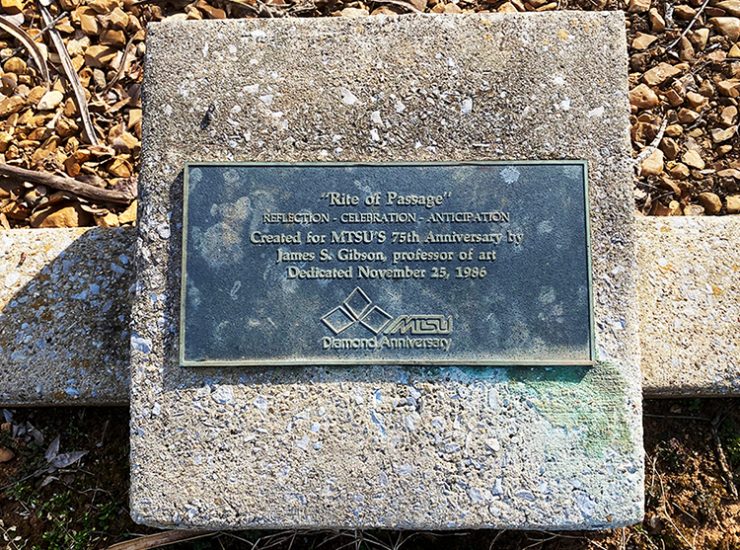 "Rite of Passage"
REFLECTION - CELEBRATION - ANTICIPATION
Created for MTSU'S 75th Anniversary by
James S. Gibson, professor of art
Dedicated November 25, 1986
MTSU
Diamond Anniversary